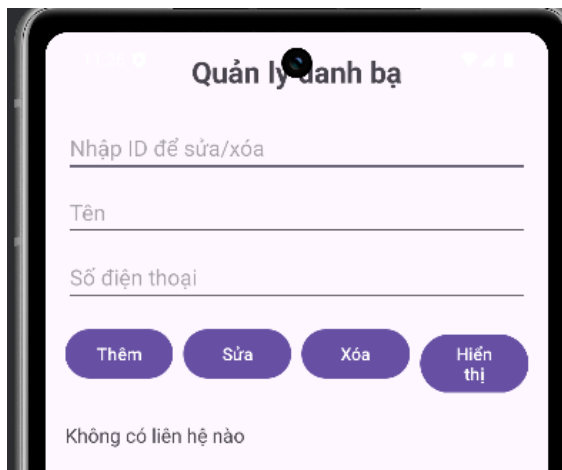 Quản lý danh bạ
Nhập ID để sửa/xóa
Tên
Số điện thoại
Thêm
Sửa
Xóa
Hiển
thị
Không có liên hệ nào